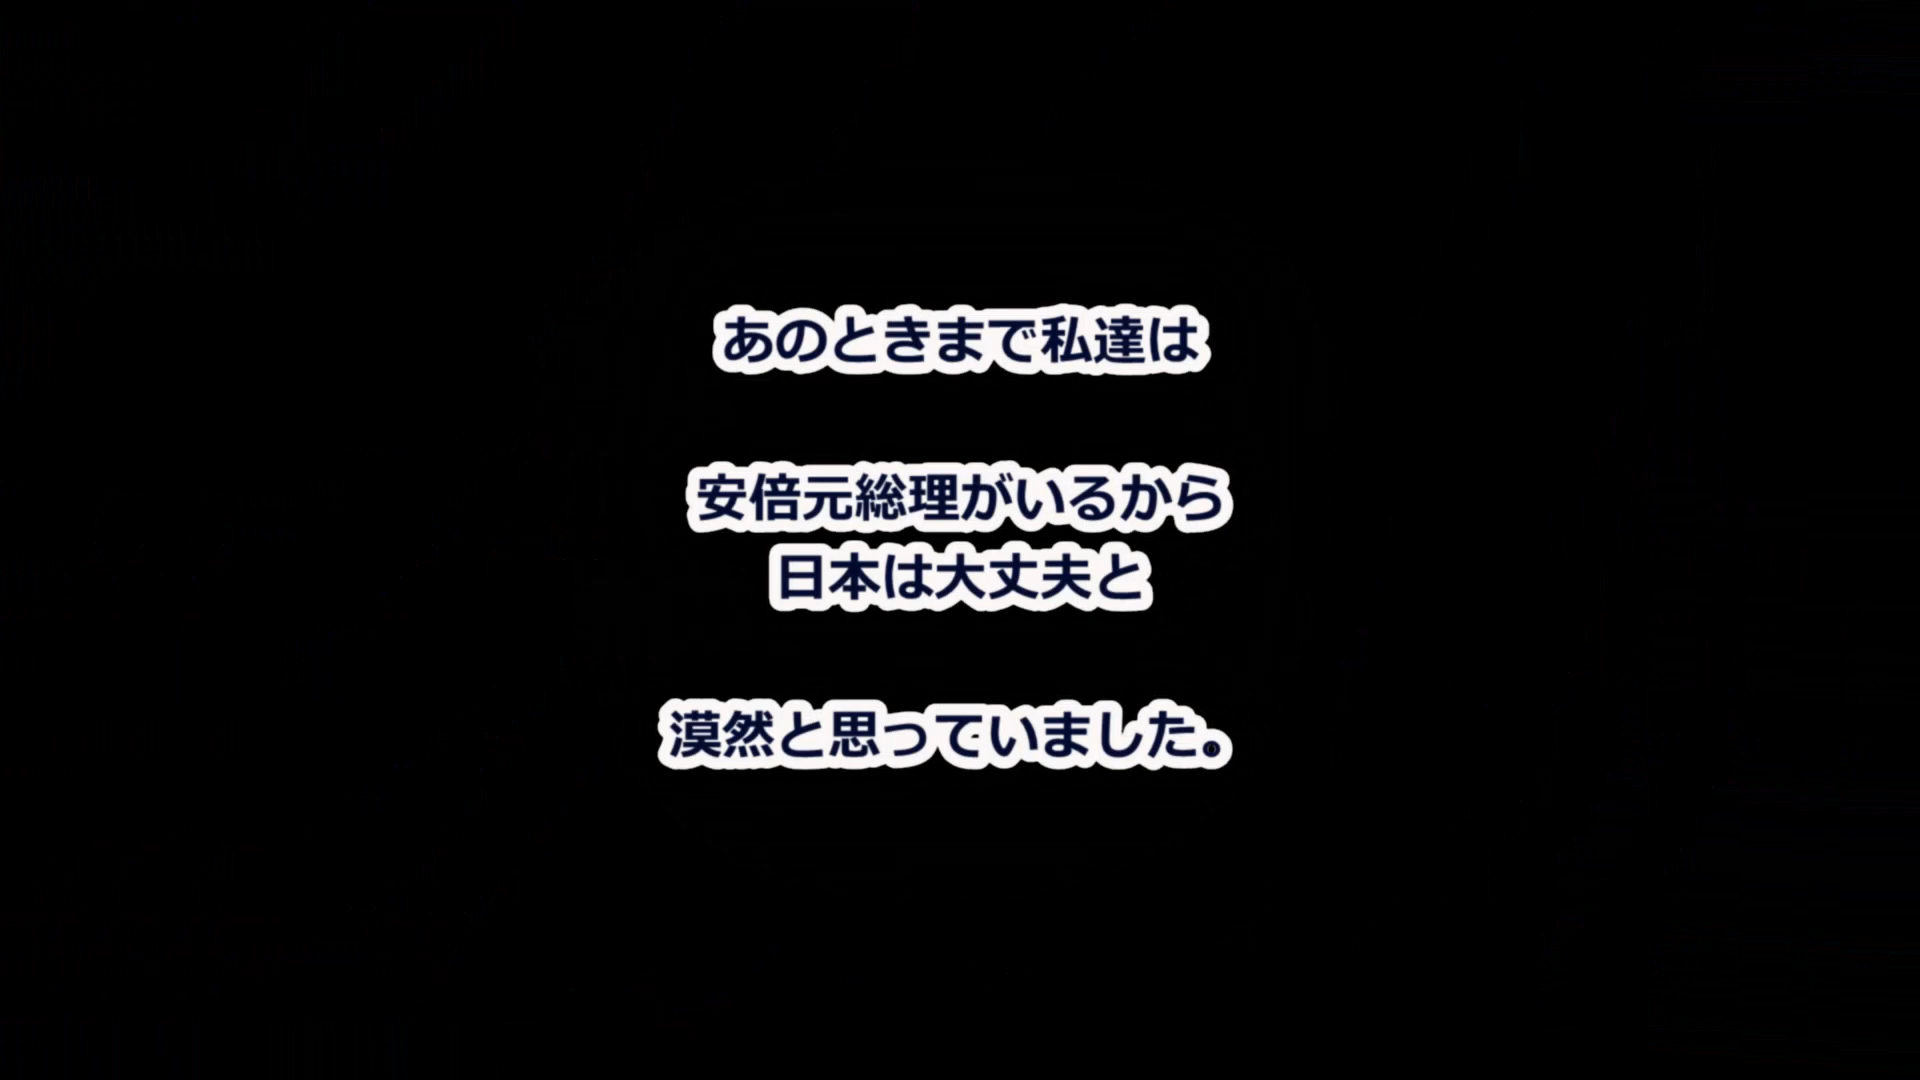 あのときまで私達は
安倍元総理がいるから
日本は大丈夫と
漠然と思っていました。